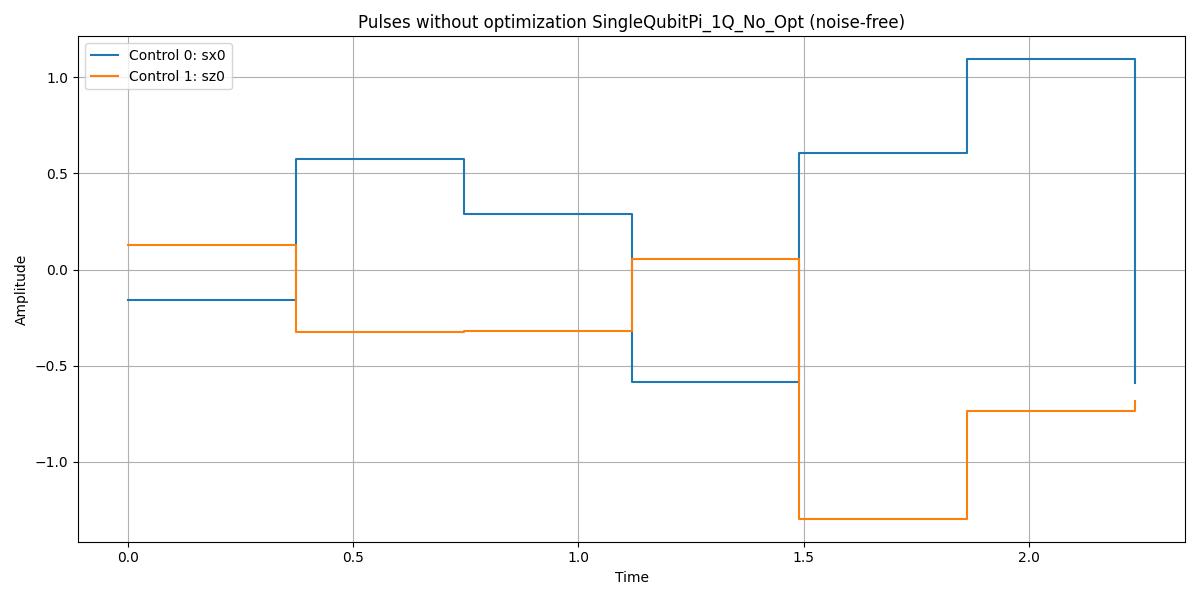 Pulses without optimization SingleQubitPi_1Q_No_Opt (noise-free)
Control 0: sx0
Control 1: sz0
Amplitude
1.0
0.5
0.0
−0.5
−1.0
0.0 0.5 1.0 1.5 2.0
Time